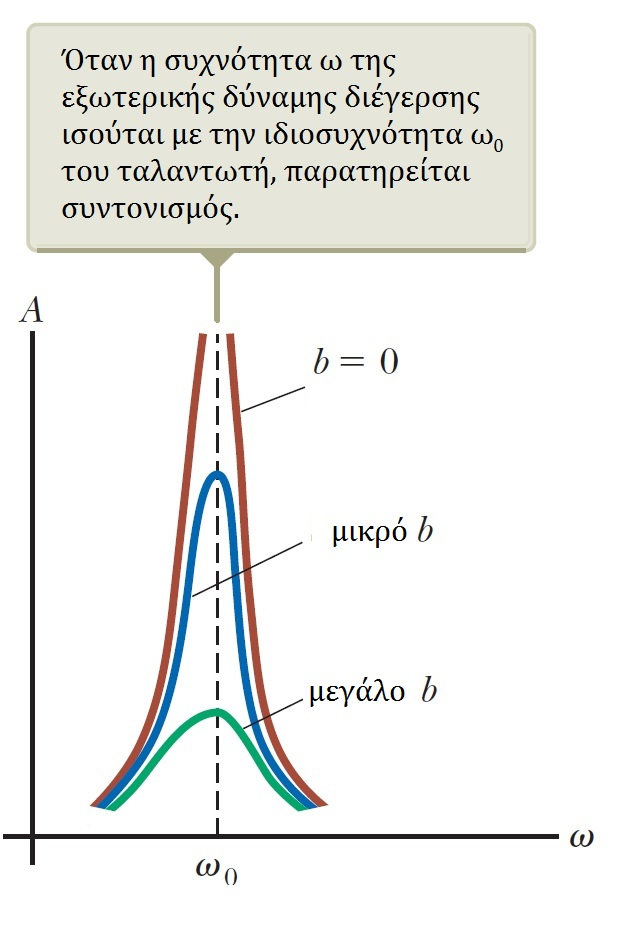 Όταν η συχνότητα ω της
εξωτερικής δύναμης διέγερσης
ισούται με την ιδιοσυχνότητα ω₀
του ταλαντωτή, παρατηρείται
συντονισμός.
A
b = 0
μικρό b
μεγάλο b
ω
ω₀